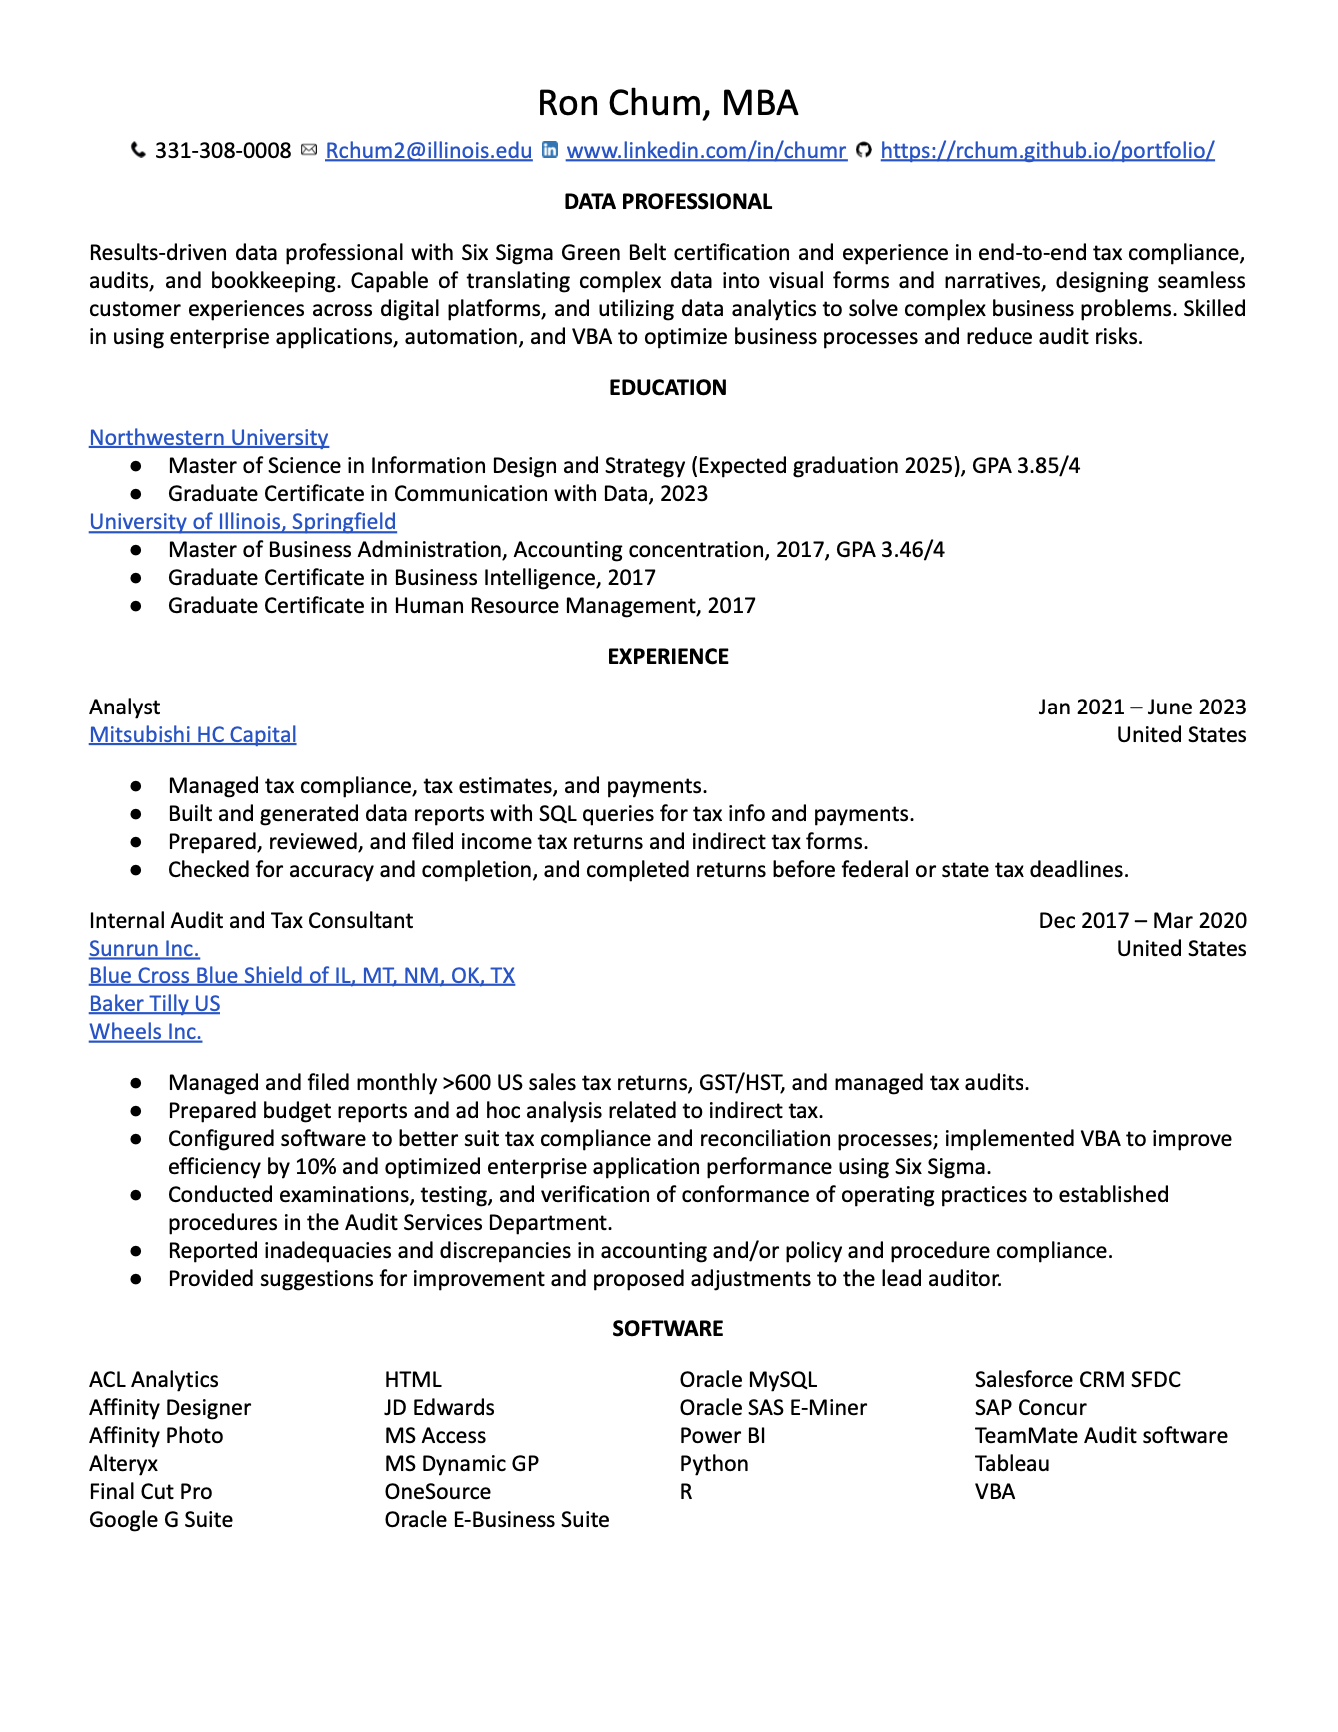 Ron Chum, MBA
331-308-0008 Rchum2@illinois.edu www.linkedin.com/in/chumr https://rchum.github.io/portfolio/
DATA PROFESSIONAL
Results-driven data professional with Six Sigma Green Belt certification and experience in end-to-end tax compliance,
audits, and bookkeeping. Capable of translating complex data into visual forms and narratives, designing seamless
customer experiences across digital platforms, and utilizing data analytics to solve complex business problems. Skilled
in using enterprise applications, automation, and VBA to optimize business processes and reduce audit risks.
EDUCATION
Northwestern University
● Master of Science in Information Design and Strategy (Expected graduation 2025), GPA 3.85/4
● Graduate Certificate in Communication with Data, 2023
University of Illinois, Springfield
● Master of Business Administration, Accounting concentration, 2017, GPA 3.46/4
● Graduate Certificate in Business Intelligence, 2017
● Graduate Certificate in Human Resource Management, 2017
EXPERIENCE
Analyst Jan 2021 – June 2023
Mitsubishi HC Capital United States
● Managed tax compliance, tax estimates, and payments.
● Built and generated data reports with SQL queries for tax info and payments.
● Prepared, reviewed, and filed income tax returns and indirect tax forms.
● Checked for accuracy and completion, and completed returns before federal or state tax deadlines.
Internal Audit and Tax Consultant Dec 2017 – Mar 2020
Sunrun Inc. United States
Blue Cross Blue Shield of IL, MT, NM, OK, TX
Baker Tilly US
Wheels Inc.
● Managed and filed monthly >600 US sales tax returns, GST/HST, and managed tax audits.
● Prepared budget reports and ad hoc analysis related to indirect tax.
● Configured software to better suit tax compliance and reconciliation processes; implemented VBA to improve
efficiency by 10% and optimized enterprise application performance using Six Sigma.
● Conducted examinations, testing, and verification of conformance of operating practices to established
procedures in the Audit Services Department.
● Reported inadequacies and discrepancies in accounting and/or policy and procedure compliance.
● Provided suggestions for improvement and proposed adjustments to the lead auditor.
SOFTWARE
ACL Analytics HTML Oracle MySQL Salesforce CRM SFDC
Affinity Designer JD Edwards Oracle SAS E-Miner SAP Concur
Affinity Photo MS Access Power BI TeamMate Audit software
Alteryx MS Dynamic GP Python Tableau
Final Cut Pro OneSource R VBA
Google G Suite Oracle E-Business Suite